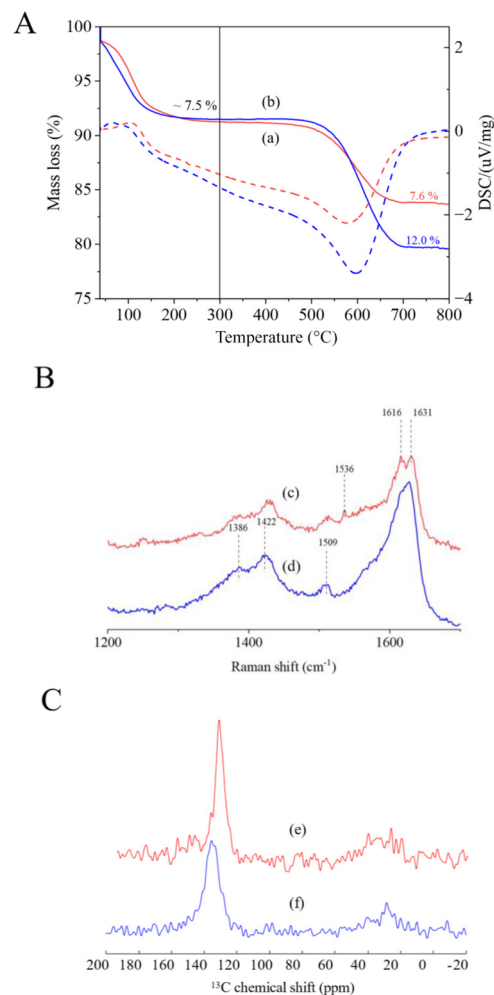 A
100
95
90
85
80
75
Mass loss (%)
~ 7.5 %
(b)
(a)
7.6 %
12.0 %
2
0
−1
−2
−3
−4
DSC/(uV/mg)
100 200 300 400 500 600 700 800
Temperature (°C)
B
1616 1631
1536
(c)
1386 1422
1509
(d)
1200 1400 1600
Raman shift (cm-1)
C
(e)
(f)
200 180 160 140 120 100 80 60 40 20 0 -20
13C chemical shift (ppm)